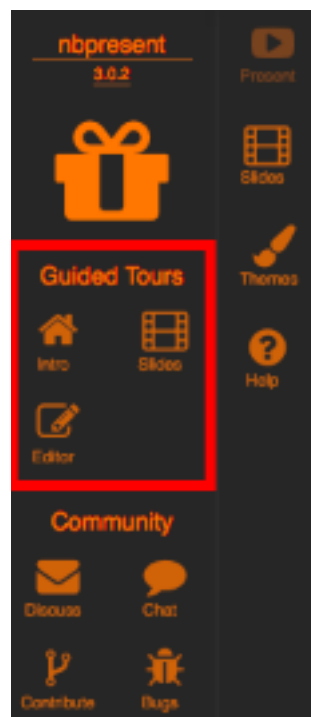 nbpresent
3.0.2
Guided Tours
Intro
Slides
Editor
Community
Discuss
Chat
Contribute
Bugs
Present
Slides
Themes
Help